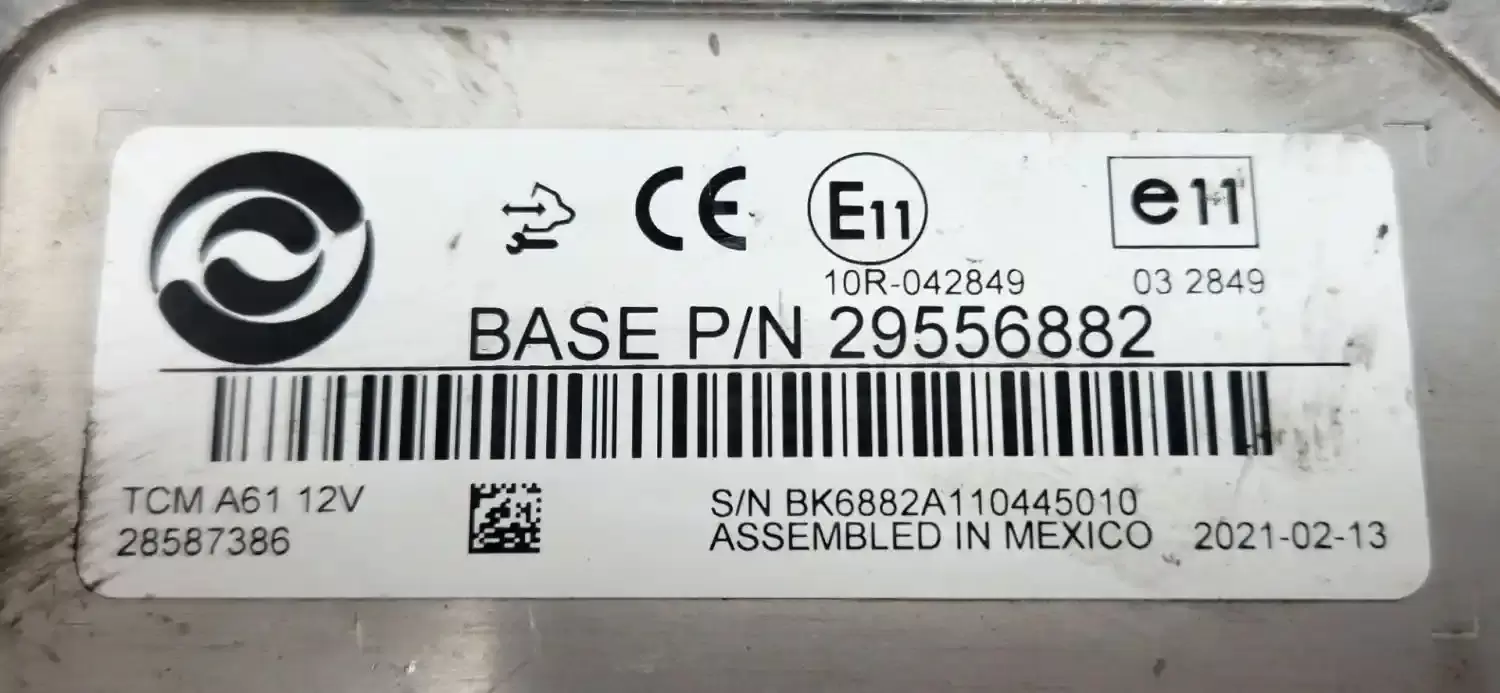 CE E11 e11
10R-042849 03 2849
BASE P/N 29556882
TCM A61 12V
28587386
S/N BK6882A110445010
ASSEMBLED IN MEXICO 2021-02-13